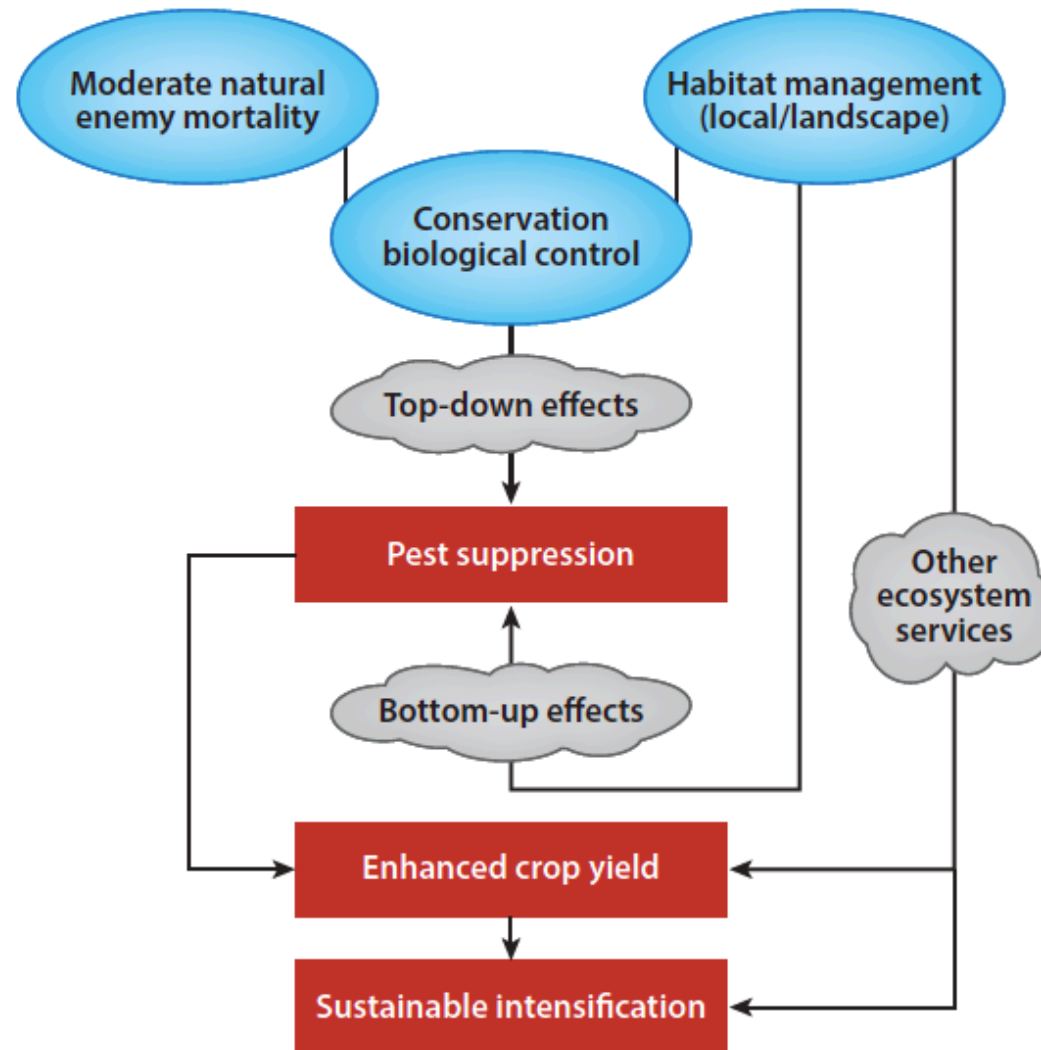 Moderate natural
enemy mortality
Habitat management
(local/landscape)
Conservation
biological control
Top-down effects
Pest suppression
Other
ecosystem
services
Bottom-up effects
Enhanced crop yield
Sustainable intensification